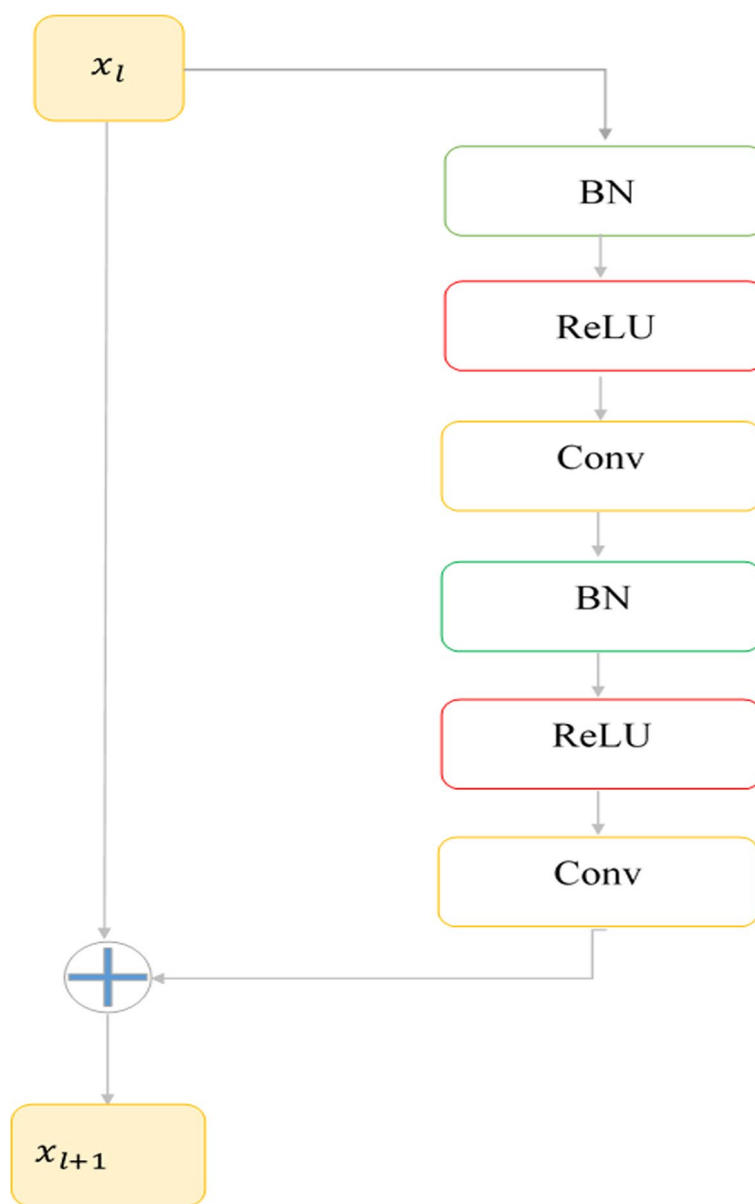 x_l
BN
ReLU
Conv
BN
ReLU
Conv
x_{l+1}